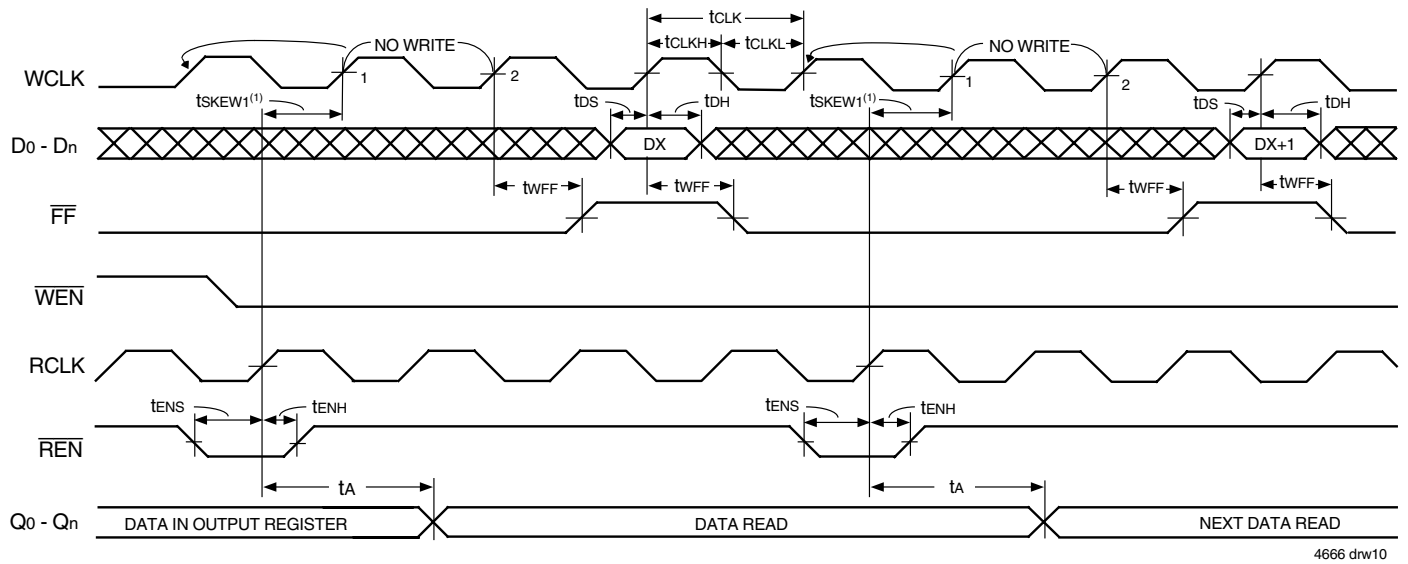 tCLK
NO WRITE
tCLKH
tCLKL
NO WRITE
WCLK
1
2
1
2
tSKEW1(1)
tDS
tDH
tSKEW1(1)
tDS
tDH
D0 - Dn
DX
DX+1
tWFF
tWFF
tWFF
tWFF
FF
WEN
RCLK
tENS
tENH
tENS
tENH
REN
tA
tA
Q0 - Qn
DATA IN OUTPUT REGISTER
DATA READ
NEXT DATA READ
4666 drw10